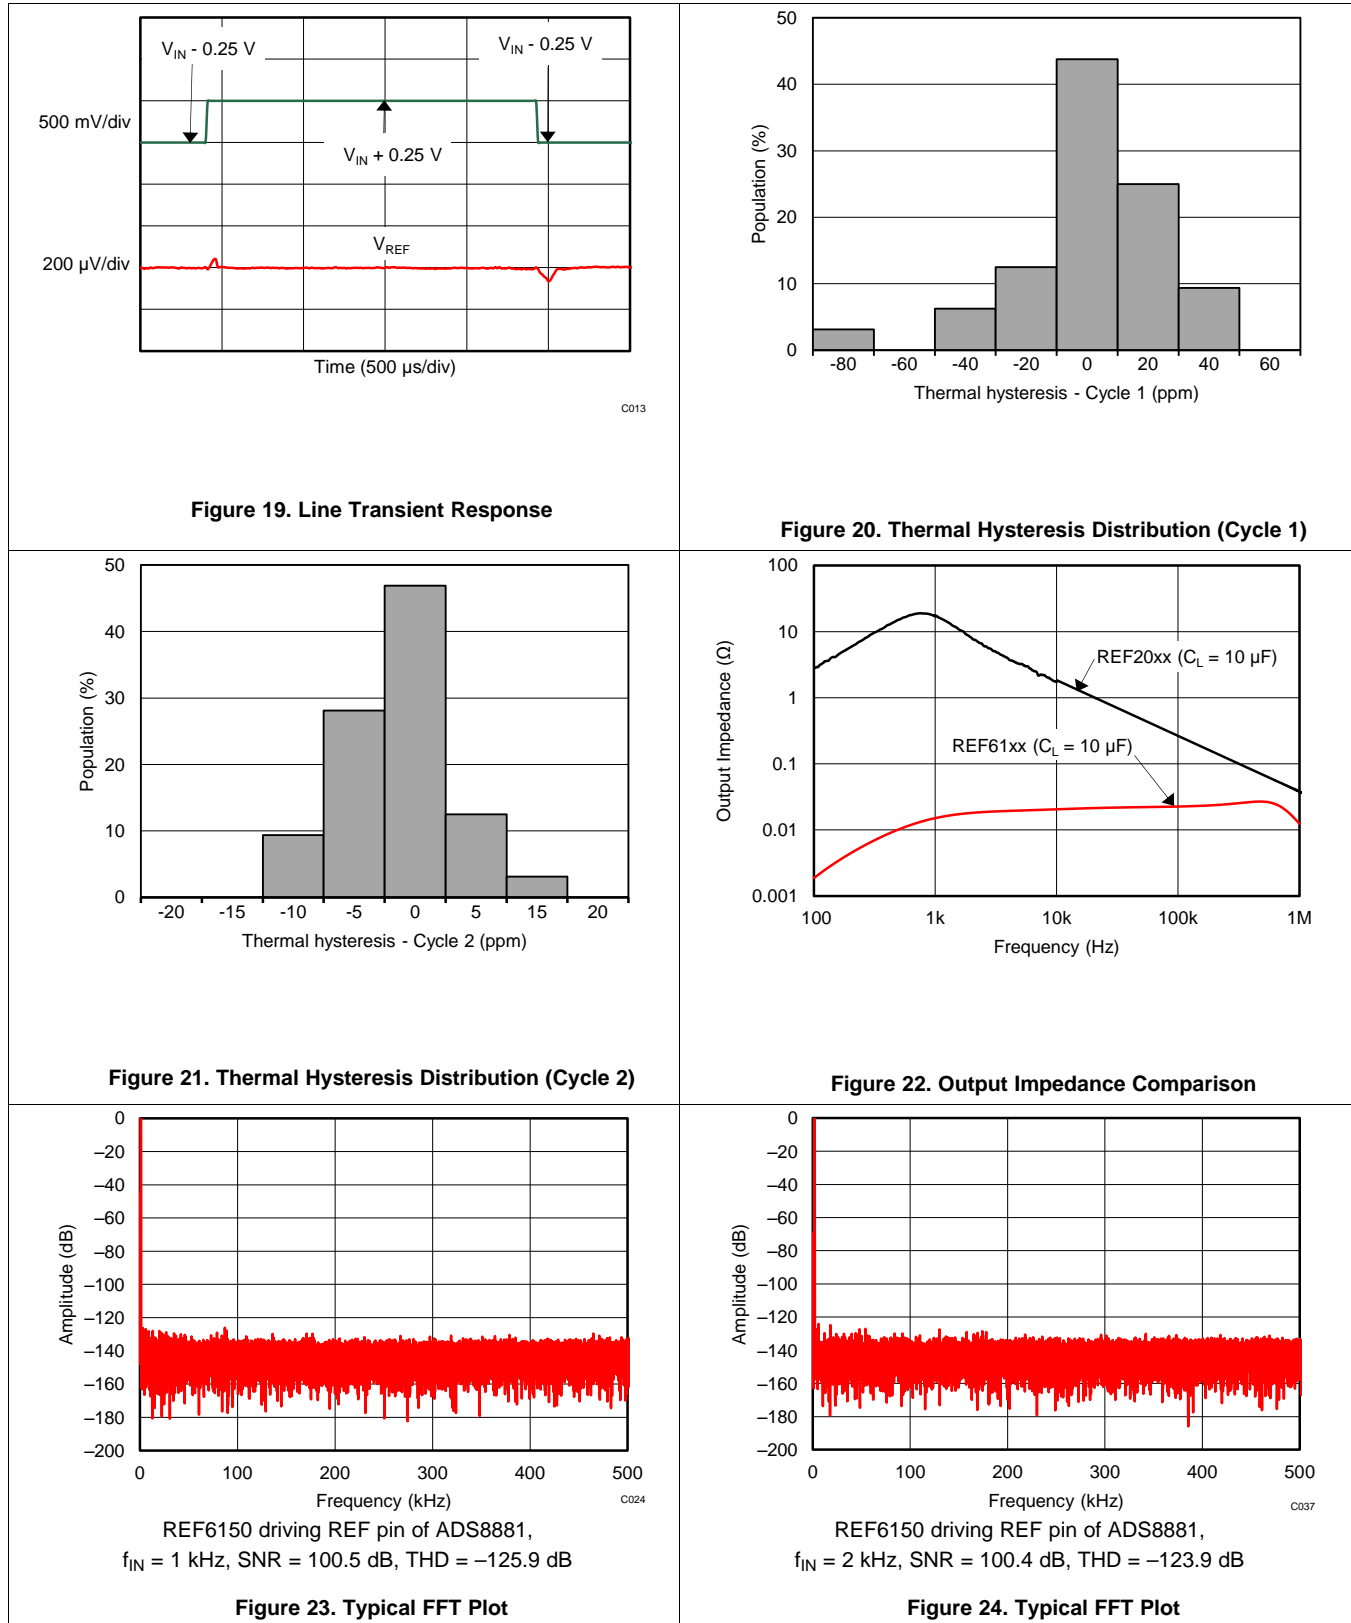 V_IN - 0.25 V
V_IN - 0.25 V
500 mV/div
V_IN + 0.25 V
V_REF
200 µV/div
Time (500 µs/div)
C013
Figure 19. Line Transient Response
50
40
30
20
10
0
Population (%)
-80 -60 -40 -20 0 20 40 60
Thermal hysteresis - Cycle 1 (ppm)
Figure 20. Thermal Hysteresis Distribution (Cycle 1)
50
40
30
20
10
0
Population (%)
-20 -15 -10 -5 0 5 15 20
Thermal hysteresis - Cycle 2 (ppm)
Figure 21. Thermal Hysteresis Distribution (Cycle 2)
100
10
1
0.1
0.01
0.001
Output Impedance (Ω)
REF20xx (C_L = 10 µF)
REF61xx (C_L = 10 µF)
100 1k 10k 100k 1M
Frequency (Hz)
Figure 22. Output Impedance Comparison
0
–20
–40
–60
–80
–100
–120
–140
–160
–180
–200
Amplitude (dB)
0 100 200 300 400 500
Frequency (kHz)
C024
REF6150 driving REF pin of ADS8881,
f_IN = 1 kHz, SNR = 100.5 dB, THD = –125.9 dB
Figure 23. Typical FFT Plot
0
–20
–40
–60
–80
–100
–120
–140
–160
–180
–200
Amplitude (dB)
0 100 200 300 400 500
Frequency (kHz)
C037
REF6150 driving REF pin of ADS8881,
f_IN = 2 kHz, SNR = 100.4 dB, THD = –123.9 dB
Figure 24. Typical FFT Plot